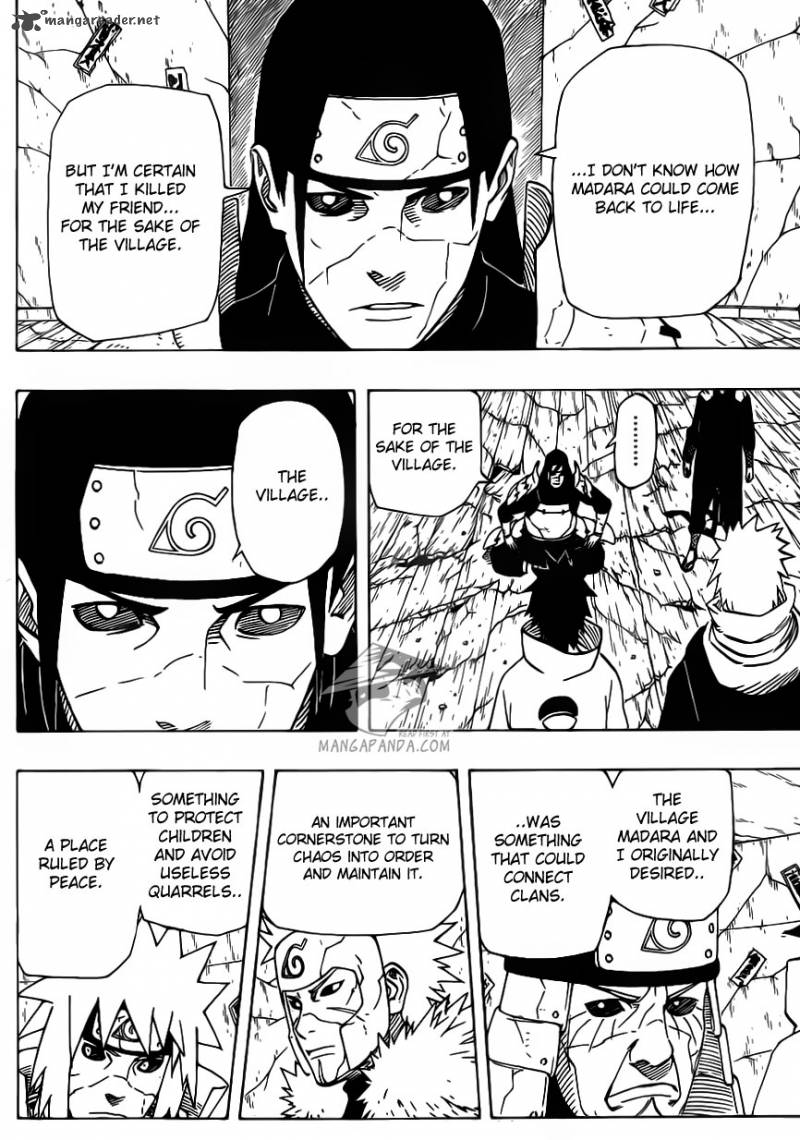 mangareader.net
...I DON'T KNOW HOW
MADARA COULD COME
BACK TO LIFE...
BUT I'M CERTAIN
THAT I KILLED
MY FRIEND...
FOR THE SAKE OF
THE VILLAGE.
.........
FOR THE
SAKE OF THE
VILLAGE.
THE
VILLAGE..
READ FIRST AT
MANGAPANDA.COM
THE
VILLAGE
MADARA AND
I ORIGINALLY
DESIRED..
..WAS
SOMETHING
THAT COULD
CONNECT
CLANS.
AN IMPORTANT
CORNERSTONE TO TURN
CHAOS INTO ORDER
AND MAINTAIN IT.
SOMETHING
TO PROTECT
CHILDREN
AND AVOID
USELESS
QUARRELS..
A PLACE
RULED BY
PEACE.